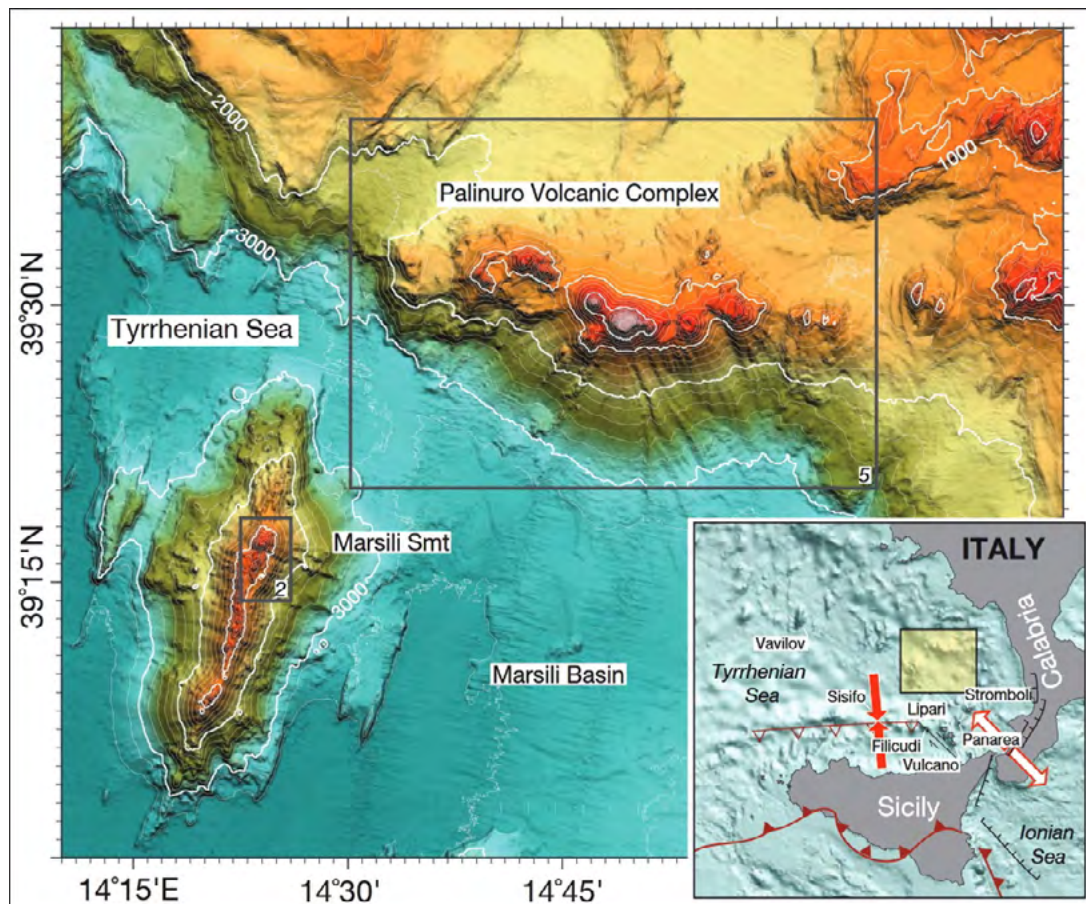 2000
1000
Palinuro Volcanic Complex
3000
39°30'N
Tyrrhenian Sea
5
Marsili Smt
39°15'N
2
3000
Marsili Basin
14°15'E
14°30'
14°45'
ITALY
Calabria
Vavilov
Tyrrhenian
Sea
Sisifo
Stromboli
Lipari
Panarea
Filicudi
Vulcano
Sicily
Ionian
Sea